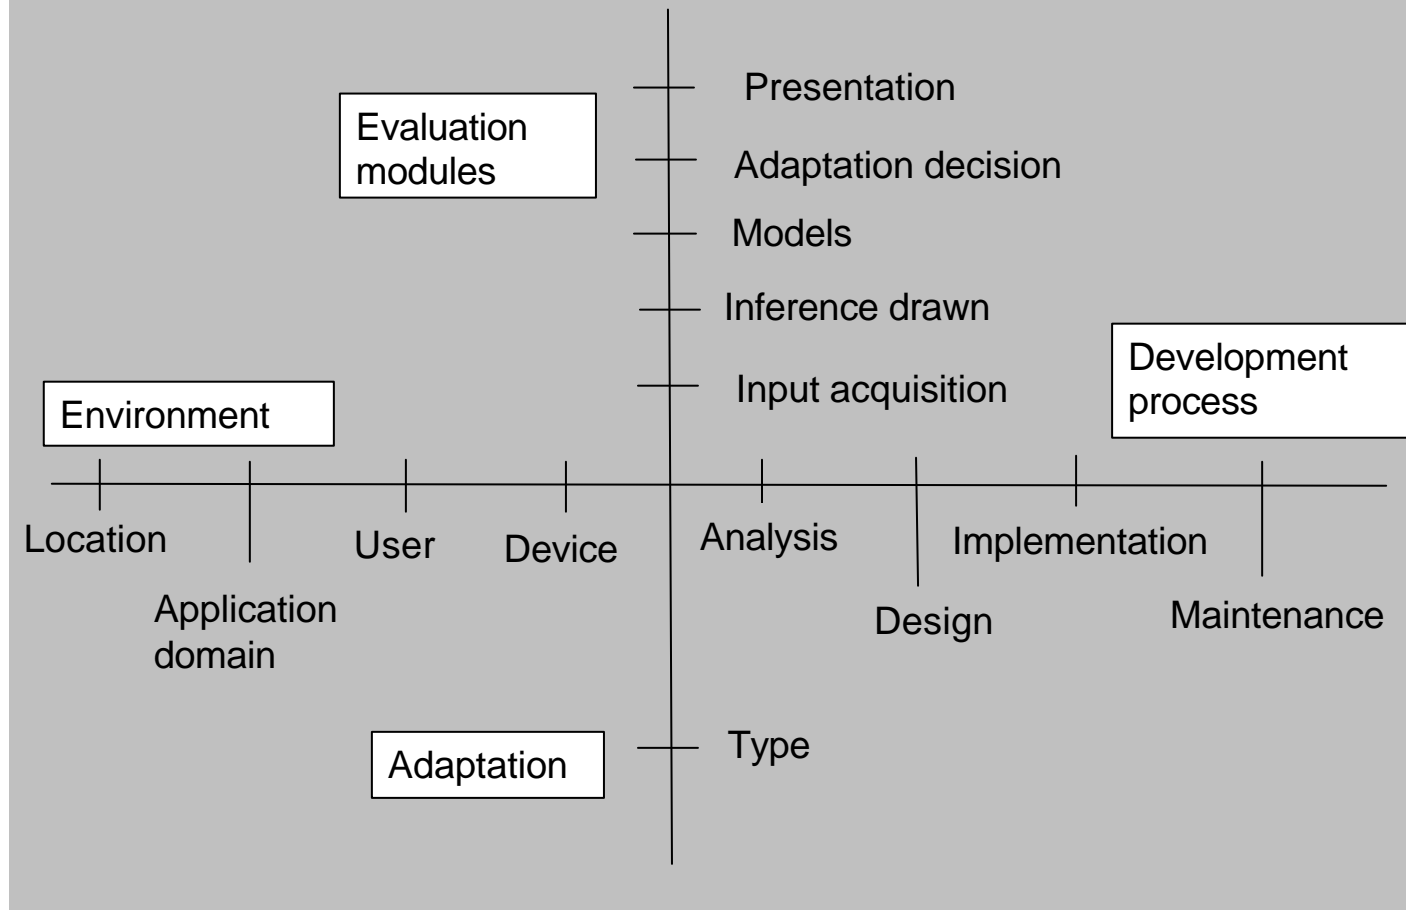 Presentation
Evaluation
modules
Adaptation decision
Models
Inference drawn
Development
process
Input acquisition
Environment
Location
User
Device
Analysis
Implementation
Application
domain
Design
Maintenance
Type
Adaptation